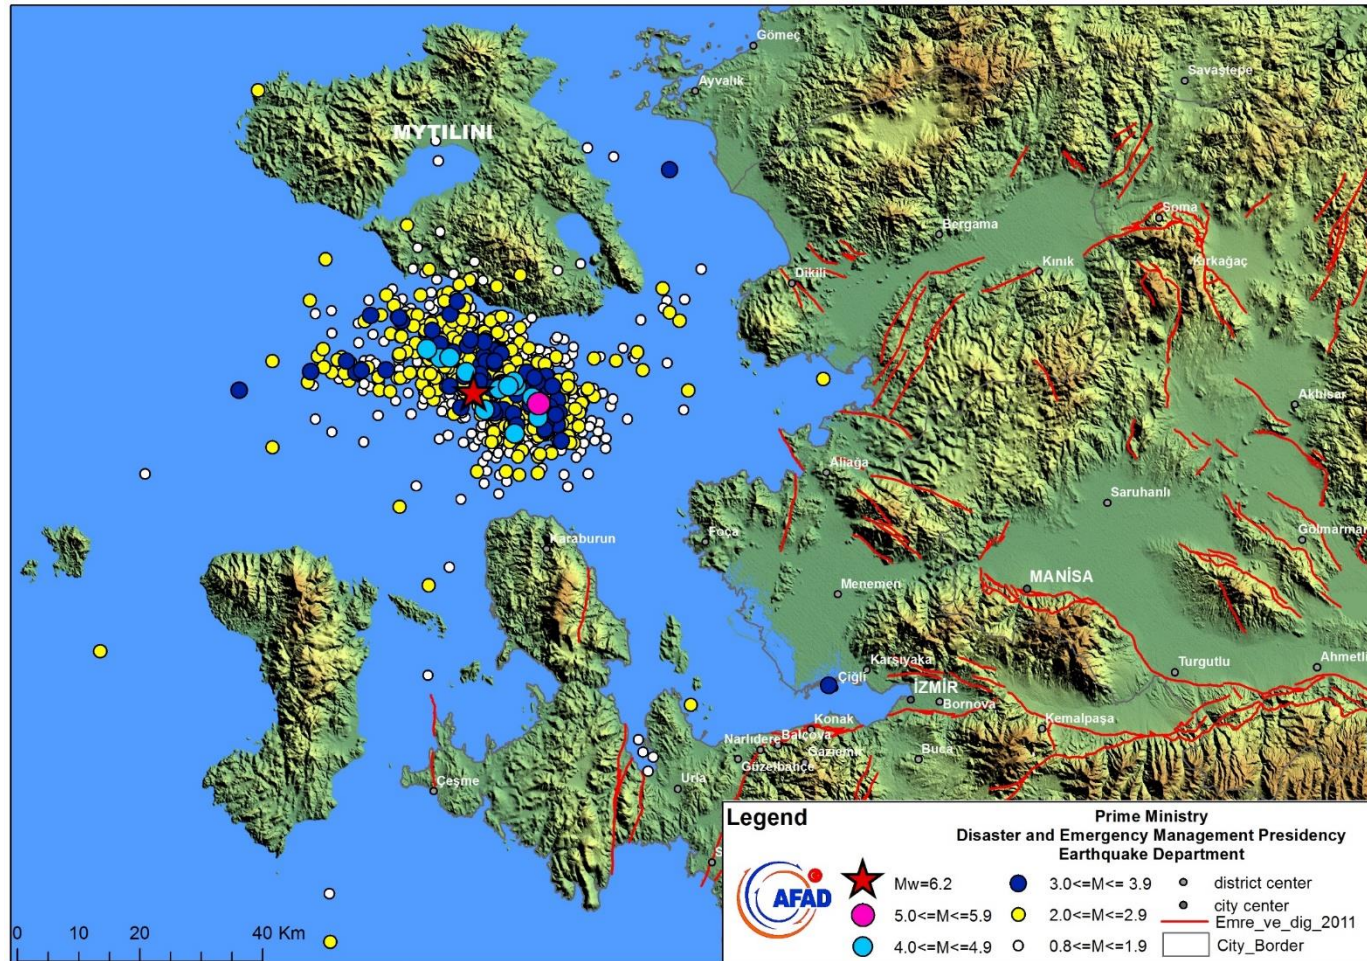 Gömeç
Ayvalık
Savaştepe
MYTILINI
Soma
Bergama
Kınık
Kırkağaç
Dikili
Akhisar
Aliağa
Saruhanlı
Foça
Karaburun
Gölmarmar
Menemen
MANİSA
Karşıyaka
Turgutlu
Ahmetl
Çiğli
İZMİR
Bornova
Konak
Kemalpaşa
Narlıdere
Balçova
Gaziemir
Buca
Güzelbahçe
Çeşme
Urla
S
Legend
Prime Ministry
Disaster and Emergency Management Presidency
Earthquake Department
AFAD
Mw=6.2
3.0<=M<= 3.9
district center
city center
5.0<=M<=5.9
2.0<=M<=2.9
Emre_ve_dig_2011
4.0<=M<=4.9
0.8<=M<=1.9
City_Border
0 10 20 40 Km